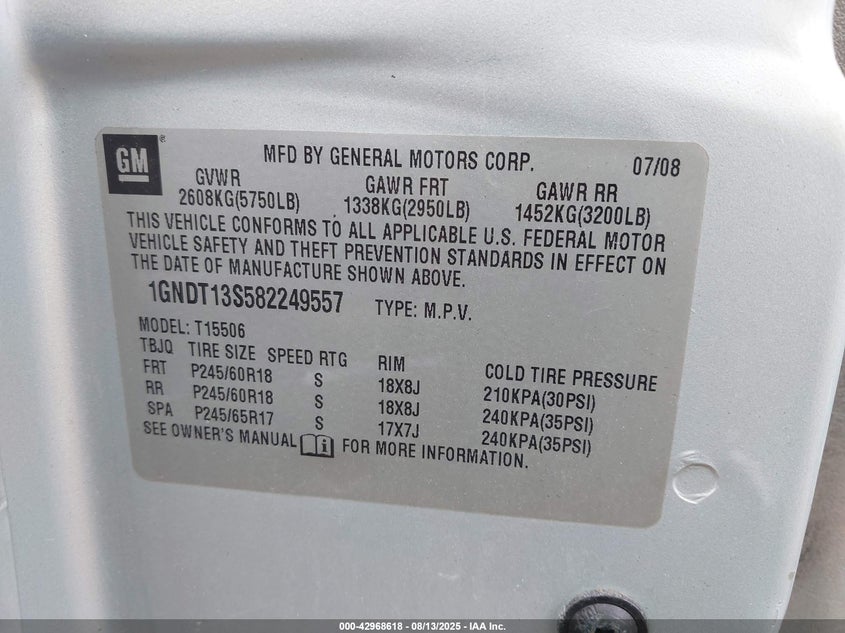 GM
MFD BY GENERAL MOTORS CORP. 07/08
GVWR GAWR FRT GAWR RR
2608KG(5750LB) 1338KG(2950LB) 1452KG(3200LB)
THIS VEHICLE CONFORMS TO ALL APPLICABLE U.S. FEDERAL MOTOR
VEHICLE SAFETY AND THEFT PREVENTION STANDARDS IN EFFECT ON
THE DATE OF MANUFACTURE SHOWN ABOVE.
1GNDT13S582249557 TYPE: M.P.V.
MODEL: T15506
TBJQ TIRE SIZE SPEED RTG RIM COLD TIRE PRESSURE
FRT P245/60R18 S 18X8J 210KPA(30PSI)
RR P245/60R18 S 18X8J 240KPA(35PSI)
SPA P245/65R17 S 17X7J 240KPA(35PSI)
SEE OWNER'S MANUAL i FOR MORE INFORMATION.
000-42968618 - 08/13/2025 - IAA Inc.